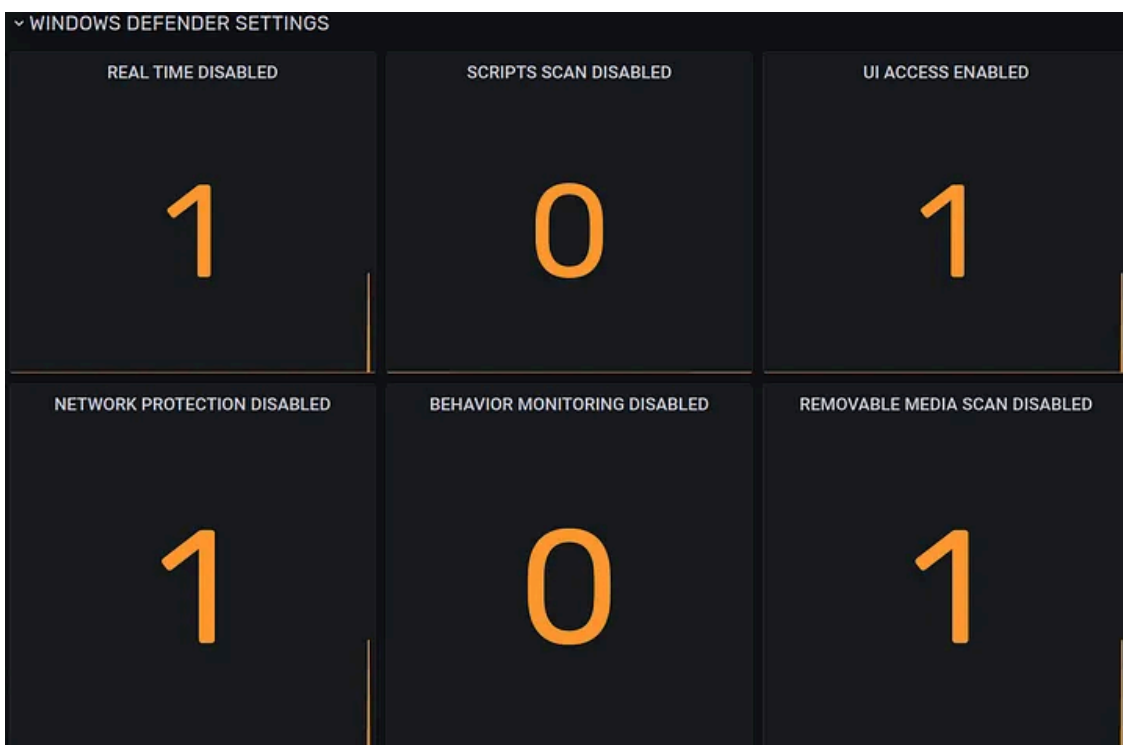 WINDOWS DEFENDER SETTINGS
REAL TIME DISABLED
SCRIPTS SCAN DISABLED
UI ACCESS ENABLED
1
0
1
NETWORK PROTECTION DISABLED
BEHAVIOR MONITORING DISABLED
REMOVABLE MEDIA SCAN DISABLED
1
0
1